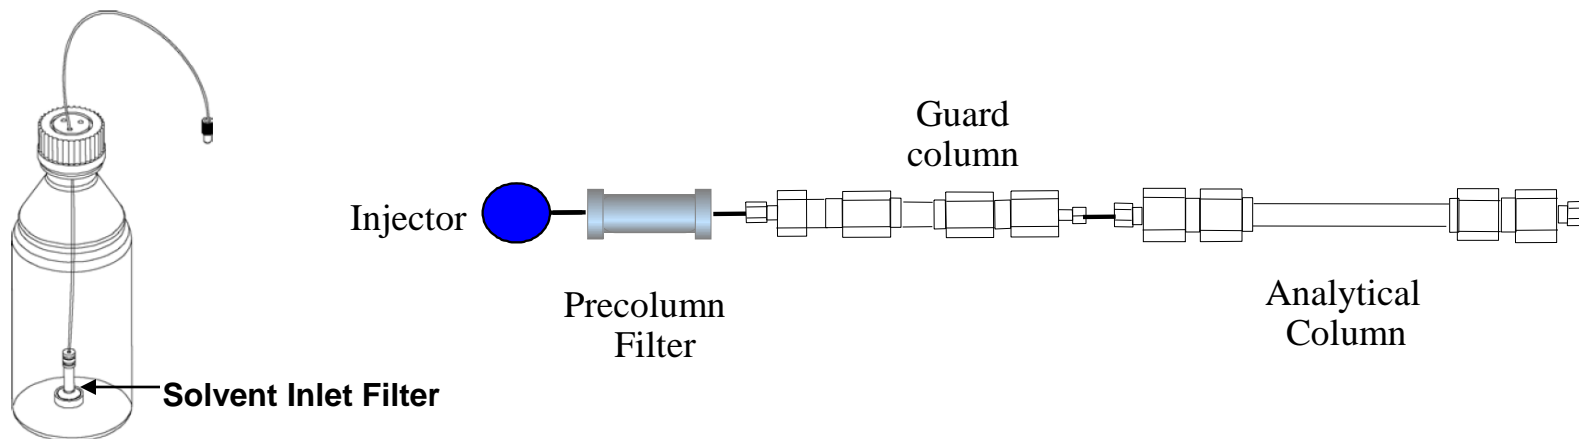 Guard
column
Injector
Precolumn
Filter
Analytical
Column
Solvent Inlet Filter